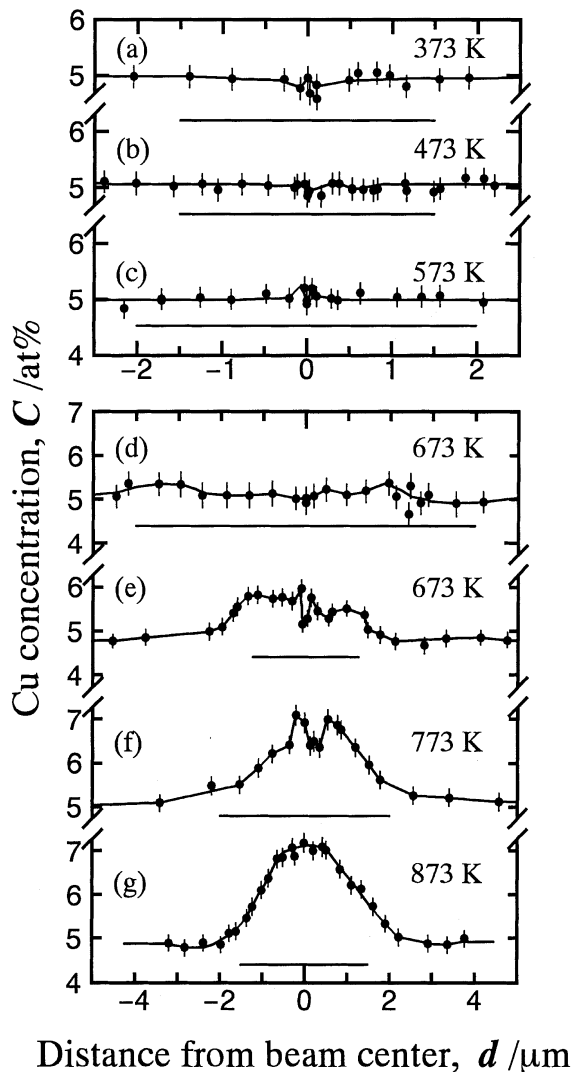 6
(a) 373 K
5
6
(b) 473 K
5
6
(c) 573 K
5
4
−2 −1 0 1 2
7
(d) 673 K
6
5
4
6
(e) 673 K
5
7
(f) 773 K
6
5
7
(g) 873 K
6
5
4
−4 −2 0 2 4
Distance from beam center, d /μm
Cu concentration, C /at%